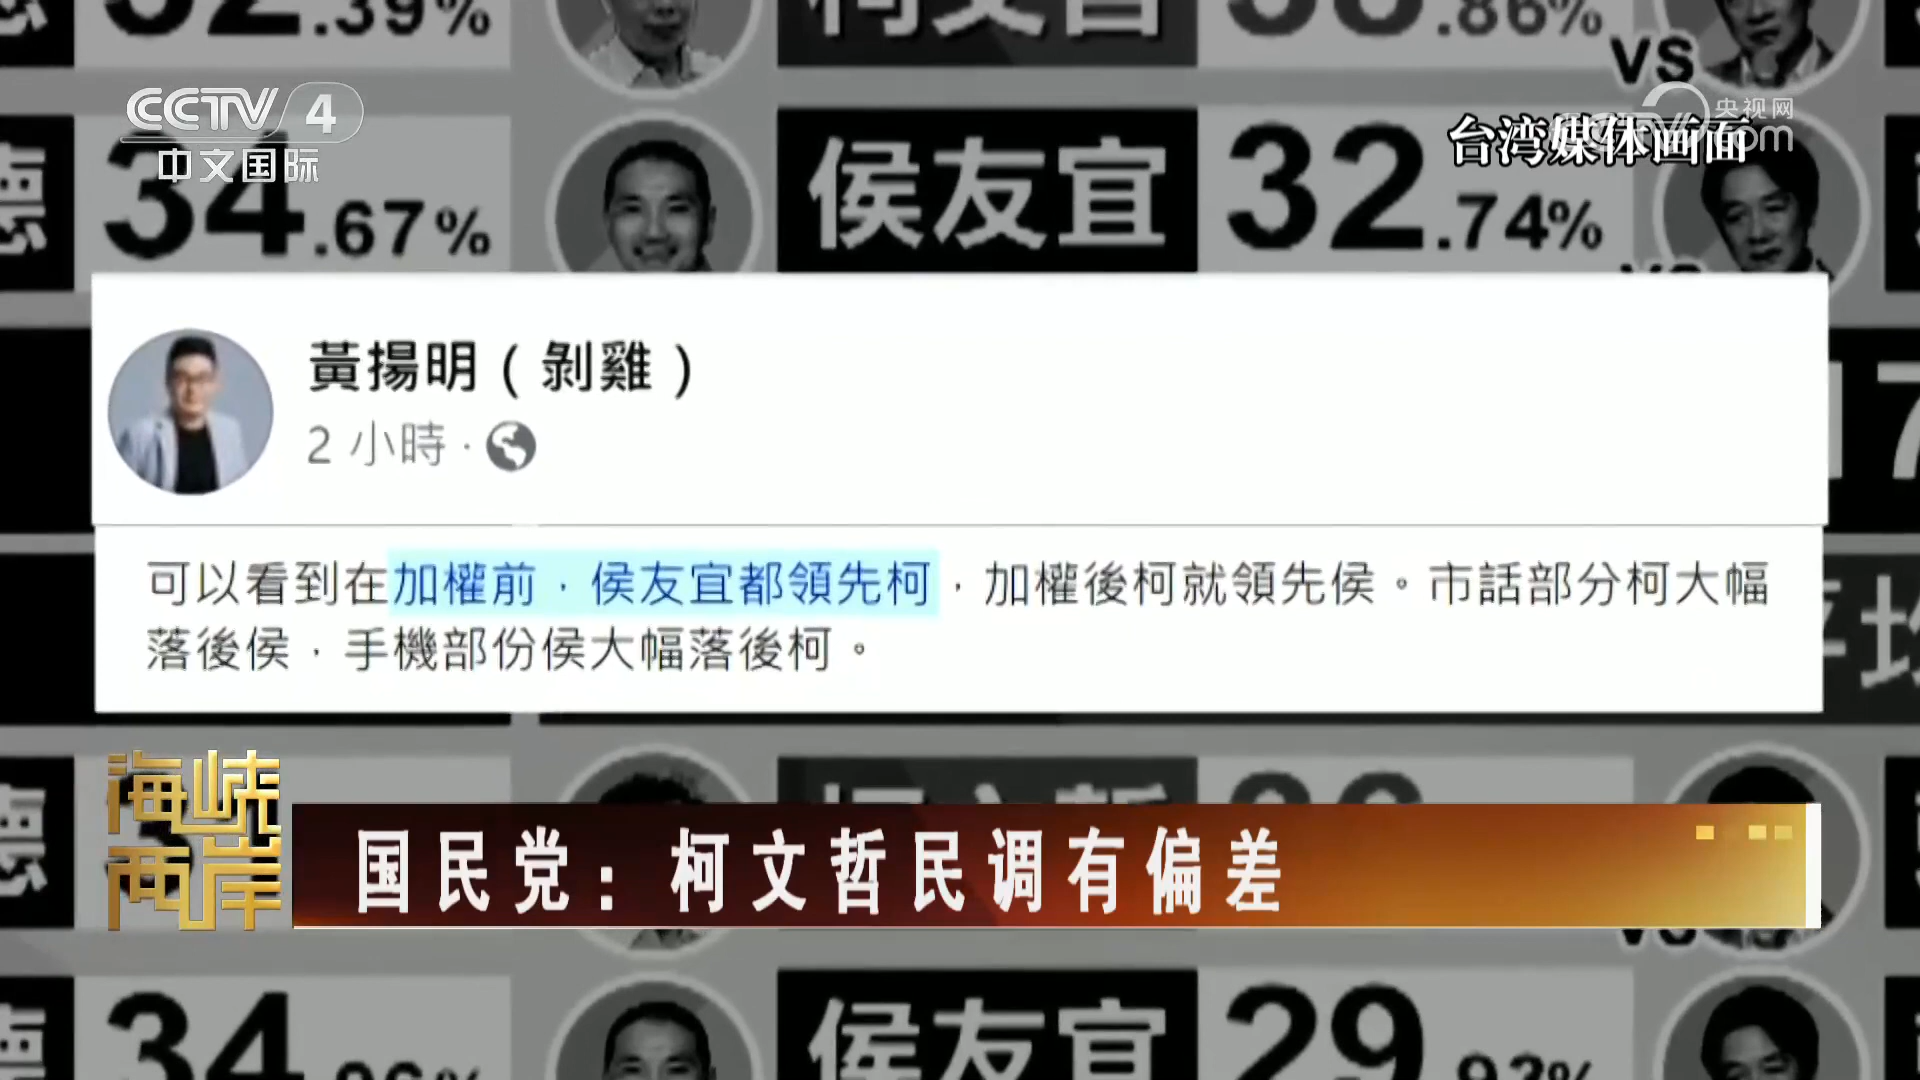 .39%
柯文哲
.86%
VS
CCTV 4
中文国际
央视网
台湾媒体画面
德
34.67%
侯友宜
32.74%
黃揚明（剝雞）
2 小時
可以看到在加權前，侯友宜都領先柯，加權後柯就領先侯。市話部分柯大幅
落後侯，手機部份侯大幅落後柯。
海峡
两岸
国民党：柯文哲民调有偏差
34
侯友宜
29.93%